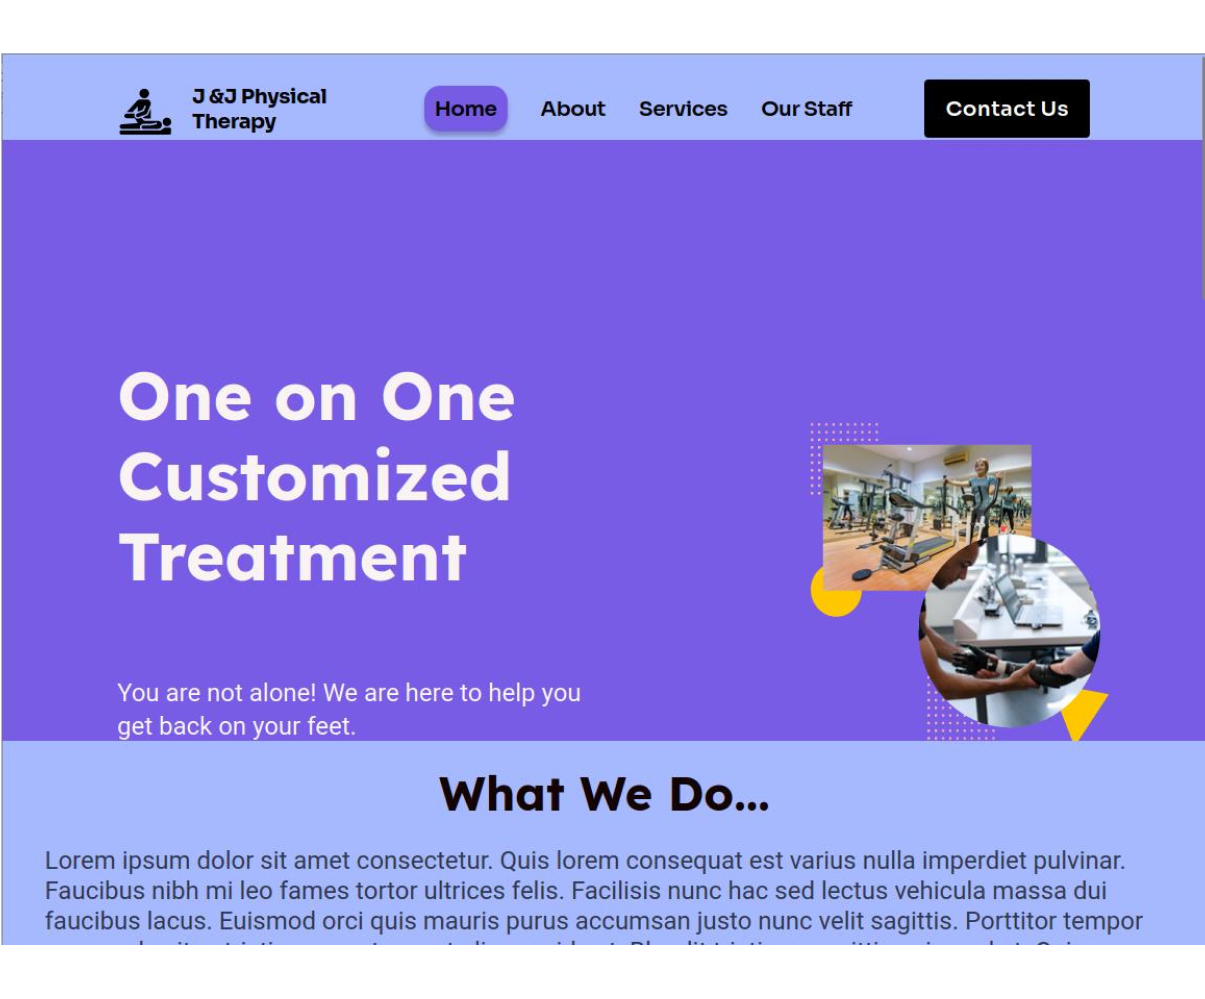 J &J Physical
Therapy
Home
About
Services
Our Staff
Contact Us
One on One
Customized
Treatment
You are not alone! We are here to help you
get back on your feet.
What We Do...
Lorem ipsum dolor sit amet consectetur. Quis lorem consequat est varius nulla imperdiet pulvinar.
Faucibus nibh mi leo fames tortor ultrices felis. Facilisis nunc hac sed lectus vehicula massa dui
faucibus lacus. Euismod orci quis mauris purus accumsan justo nunc velit sagittis. Porttitor tempor